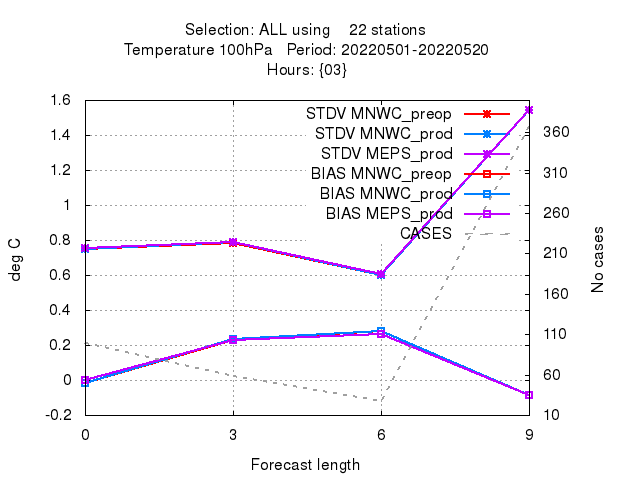 Selection: ALL using    22 stations
Temperature 100hPa   Period: 20220501-20220520
Hours: {03}
STDV MNWC_preop
STDV MNWC_prod
STDV MEPS_prod
BIAS MNWC_preop
BIAS MNWC_prod
BIAS MEPS_prod
CASES
deg C
1.6
1.4
1.2
1
0.8
0.6
0.4
0.2
0
-0.2
360
310
260
210
160
110
60
10
No cases
0 3 6 9
Forecast length